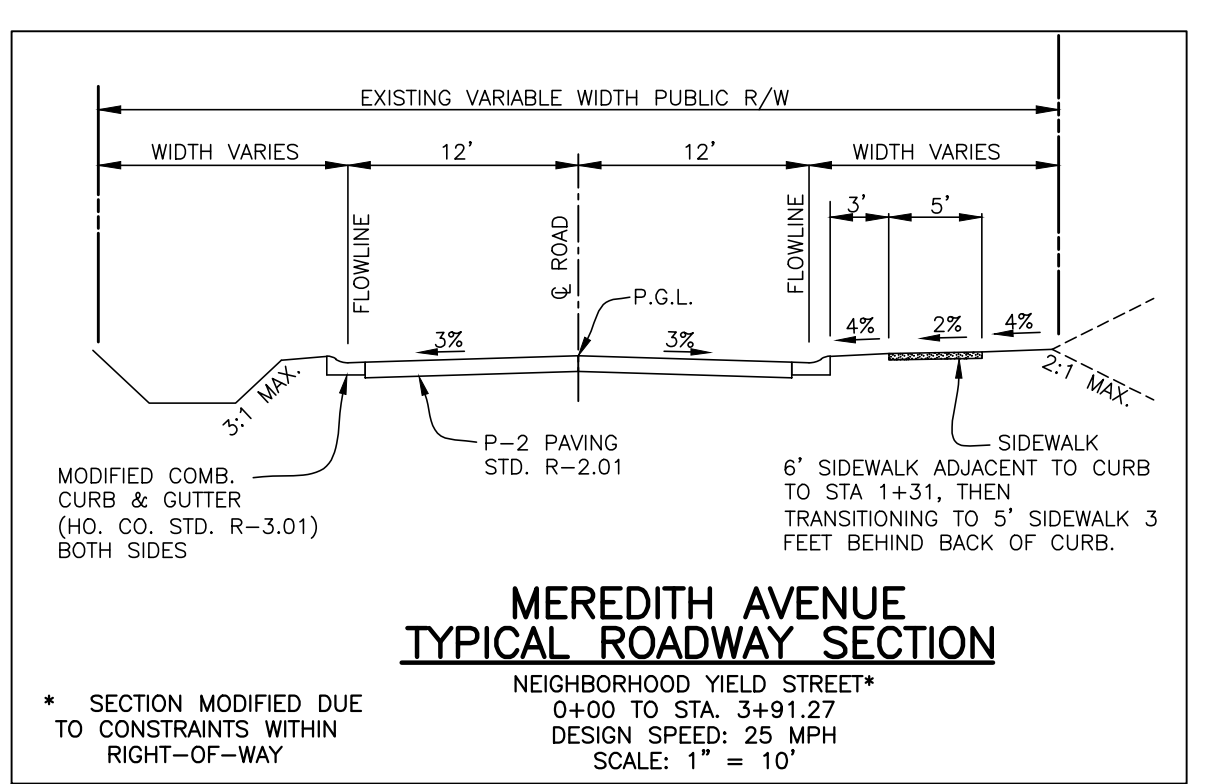 EXISTING VARIABLE WIDTH PUBLIC R/W
WIDTH VARIES
12'
12'
WIDTH VARIES
3'
5'
FLOWLINE
℄ ROAD
FLOWLINE
P.G.L.
3%
3%
4%
2%
4%
3:1 MAX.
2:1 MAX.
P-2 PAVING
STD. R-2.01
MODIFIED COMB.
CURB & GUTTER
(HO. CO. STD. R-3.01)
BOTH SIDES
SIDEWALK
6' SIDEWALK ADJACENT TO CURB
TO STA 1+31, THEN
TRANSITIONING TO 5' SIDEWALK 3
FEET BEHIND BACK OF CURB.
MEREDITH AVENUE
TYPICAL ROADWAY SECTION
NEIGHBORHOOD YIELD STREET*
0+00 TO STA. 3+91.27
DESIGN SPEED: 25 MPH
SCALE: 1" = 10'
* SECTION MODIFIED DUE
TO CONSTRAINTS WITHIN
RIGHT-OF-WAY